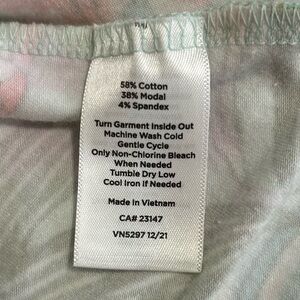 58% Cotton
38% Modal
4% Spandex
Turn Garment Inside Out
Machine Wash Cold
Gentle Cycle
Only Non-Chlorine Bleach
When Needed
Tumble Dry Low
Cool Iron if Needed
Made in Vietnam
CA# 23147
VN5297 12/21